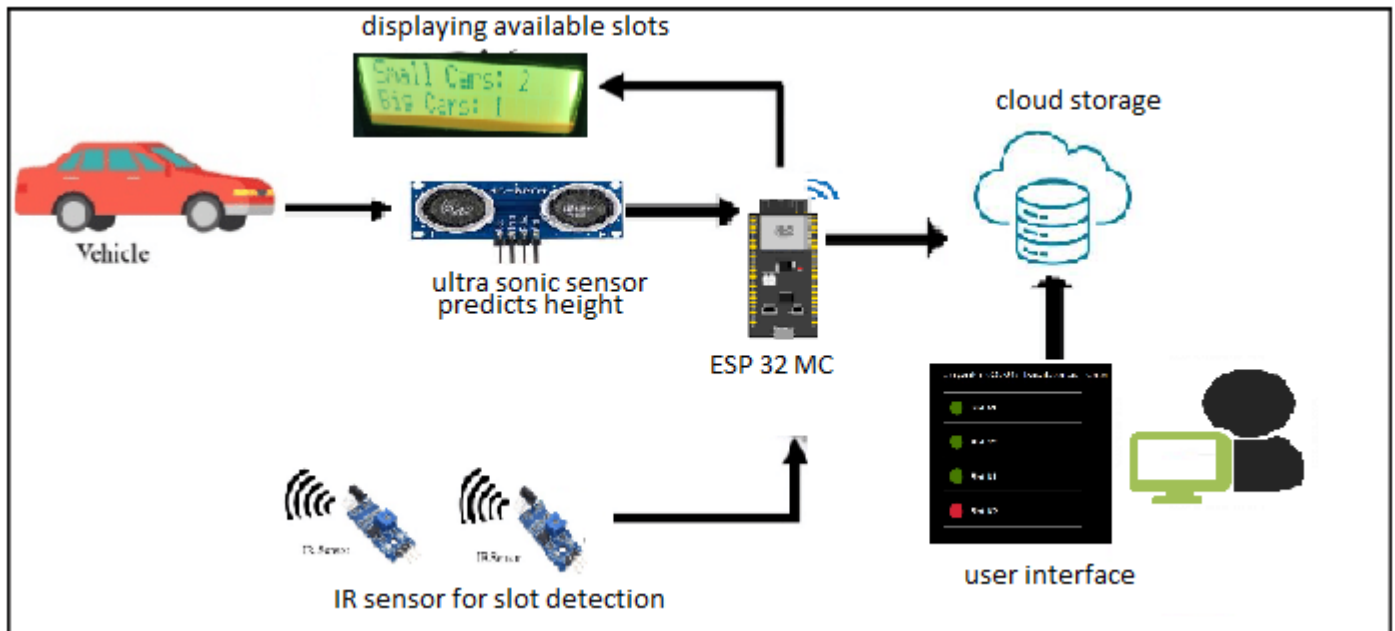 displaying available slots
Small Cars: 2
Big Cars: 1
cloud storage
Vehicle
ultra sonic sensor
predicts height
ESP 32 MC
IR Sensor
IR Sensor
IR sensor for slot detection
user interface